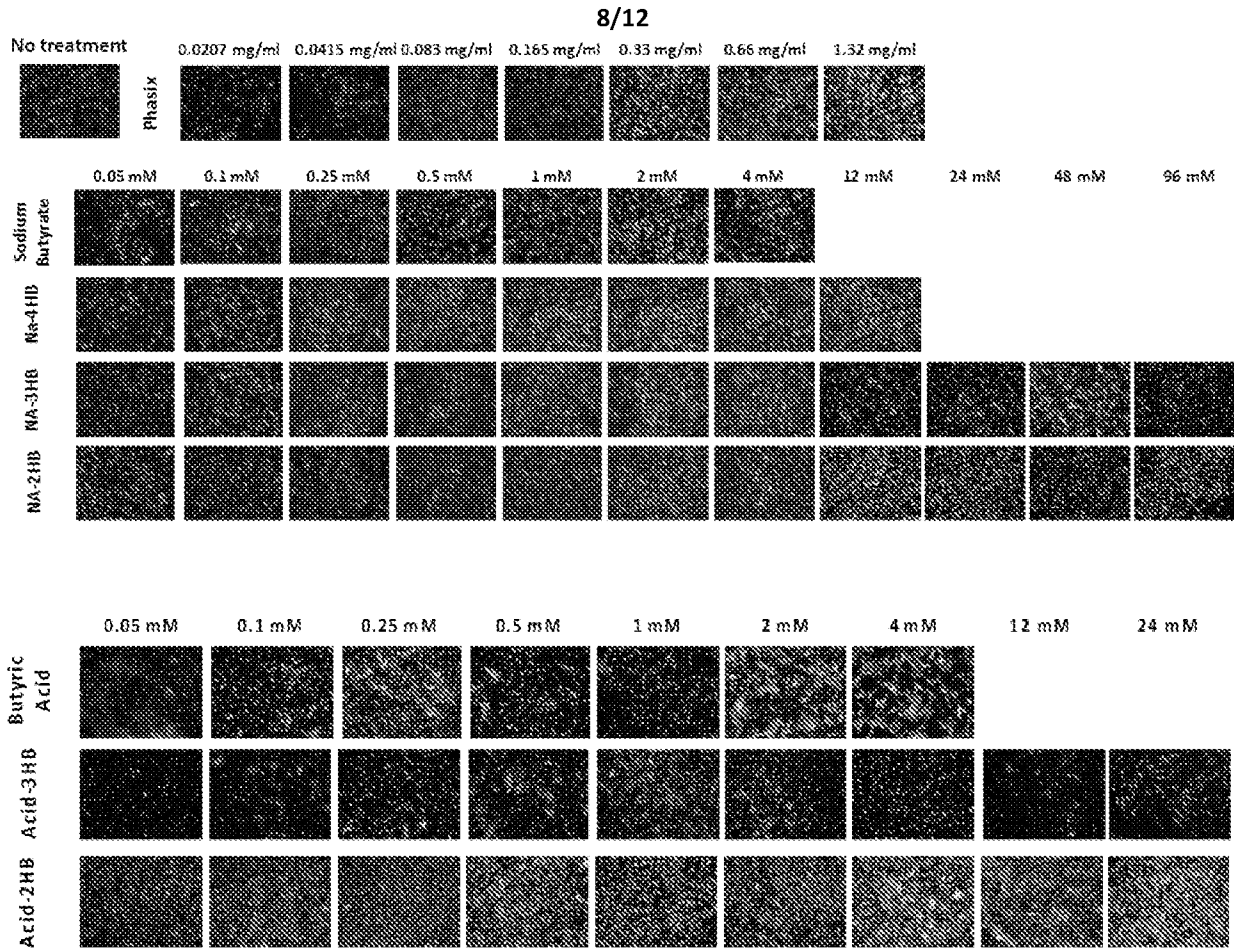 8/12
No treatment
Phasix
0.0207 mg/ml 0.0415 mg/ml 0.083 mg/ml 0.165 mg/ml 0.33 mg/ml 0.66 mg/ml 1.32 mg/ml
0.05 mM 0.1 mM 0.25 mM 0.5 mM 1 mM 2 mM 4 mM 12 mM 24 mM 48 mM 96 mM
Sodium
Butyrate
Na-4HB
NA-3HB
NA-2HB
0.05 mM 0.1 mM 0.25 mM 0.5 mM 1 mM 2 mM 4 mM 12 mM 24 mM
Butyric
Acid
Acid-3HB
Acid-2HB